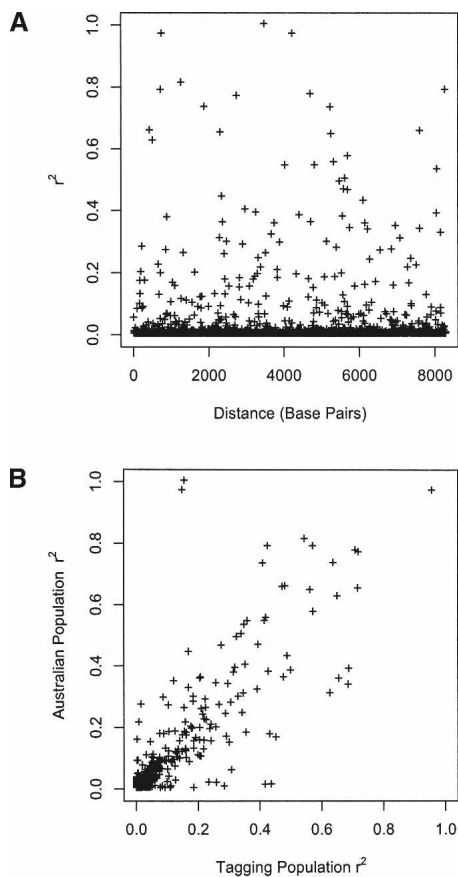 A
1.0
0.8
0.6
0.4
0.2
0.0
r²
0 2000 4000 6000 8000
Distance (Base Pairs)
B
1.0
0.8
0.6
0.4
0.2
0.0
Australian Population r²
0.0 0.2 0.4 0.6 0.8 1.0
Tagging Population r²